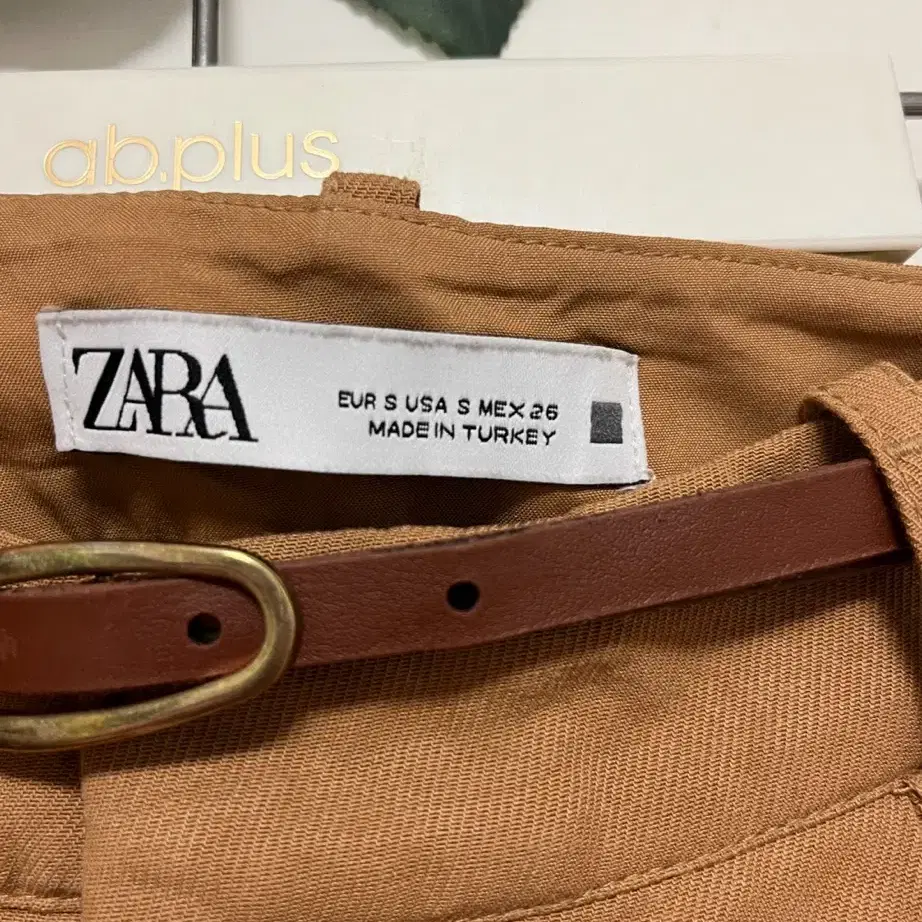 ab.plus
ZARA
EUR S USA S MEX 26
MADE IN TURKEY